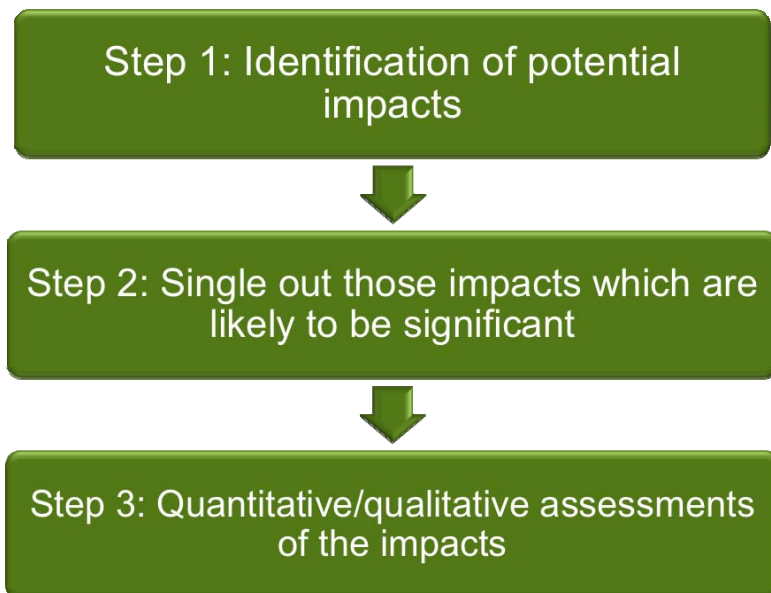 Step 1: Identification of potential
impacts
Step 2: Single out those impacts which are
likely to be significant
Step 3: Quantitative/qualitative assessments
of the impacts